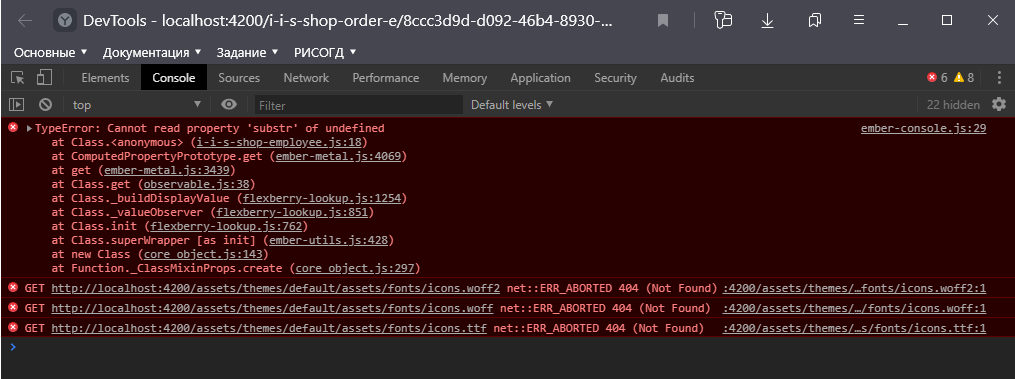 DevTools - localhost:4200/i-i-s-shop-order-e/8ccc3d9d-d092-46b4-8930-...
Основные Документация Задание РИСОГД
Elements Console Sources Network Performance Memory Application Security Audits 6 8
top Filter Default levels 22 hidden
TypeError: Cannot read property 'substr' of undefined ember-console.js:29
at Class.<anonymous> (i-i-s-shop-employee.js:18)
at ComputedPropertyPrototype.get (ember-metal.js:4069)
at get (ember-metal.js:3439)
at Class.get (observable.js:38)
at Class._buildDisplayValue (flexberry-lookup.js:1254)
at Class._valueObserver (flexberry-lookup.js:851)
at Class.init (flexberry-lookup.js:762)
at Class.superWrapper [as init] (ember-utils.js:428)
at new Class (core_object.js:143)
at Function._ClassMixinProps.create (core_object.js:297)
GET http://localhost:4200/assets/themes/default/assets/fonts/icons.woff2 net::ERR_ABORTED 404 (Not Found) :4200/assets/themes/…fonts/icons.woff2:1
GET http://localhost:4200/assets/themes/default/assets/fonts/icons.woff net::ERR_ABORTED 404 (Not Found) :4200/assets/themes/…/fonts/icons.woff:1
GET http://localhost:4200/assets/themes/default/assets/fonts/icons.ttf net::ERR_ABORTED 404 (Not Found) :4200/assets/themes/…s/fonts/icons.ttf:1